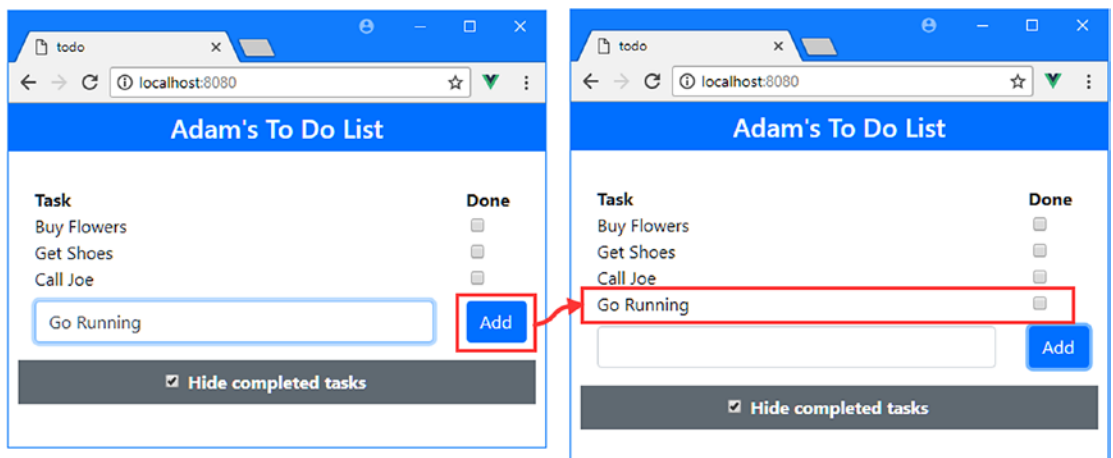 todo
localhost:8080
Adam's To Do List
Task Done
Buy Flowers
Get Shoes
Call Joe
Go Running Add
Hide completed tasks
todo
localhost:8080
Adam's To Do List
Task Done
Buy Flowers
Get Shoes
Call Joe
Go Running
Add
Hide completed tasks